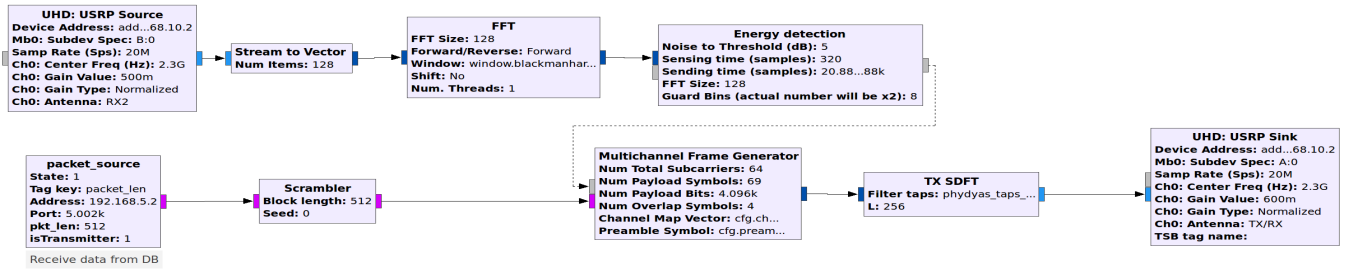 UHD: USRP Source
Device Address: add...68.10.2
Mb0: Subdev Spec: B:0
Samp Rate (Sps): 20M
Ch0: Center Freq (Hz): 2.3G
Ch0: Gain Value: 500m
Ch0: Gain Type: Normalized
Ch0: Antenna: RX2
Stream to Vector
Num Items: 128
FFT
FFT Size: 128
Forward/Reverse: Forward
Window: window.blackmanhar...
Shift: No
Num. Threads: 1
Energy detection
Noise to Threshold (dB): 5
Sensing time (samples): 320
Sending time (samples): 20.88...88k
FFT Size: 128
Guard Bins (actual number will be x2): 8
packet_source
State: 1
Tag key: packet_len
Address: 192.168.5.2
Port: 5.002k
pkt_len: 512
isTransmitter: 1
Receive data from DB
Scrambler
Block length: 512
Seed: 0
Multichannel Frame Generator
Num Total Subcarriers: 64
Num Payload Symbols: 69
Num Payload Bits: 4.096k
Num Overlap Symbols: 4
Channel Map Vector: cfg.ch...
Preamble Symbol: cfg.pream...
TX SDFT
Filter taps: phydyas_taps_...
L: 256
UHD: USRP Sink
Device Address: add...68.10.2
Mb0: Subdev Spec: A:0
Samp Rate (Sps): 20M
Ch0: Center Freq (Hz): 2.3G
Ch0: Gain Value: 600m
Ch0: Gain Type: Normalized
Ch0: Antenna: TX/RX
TSB tag name: